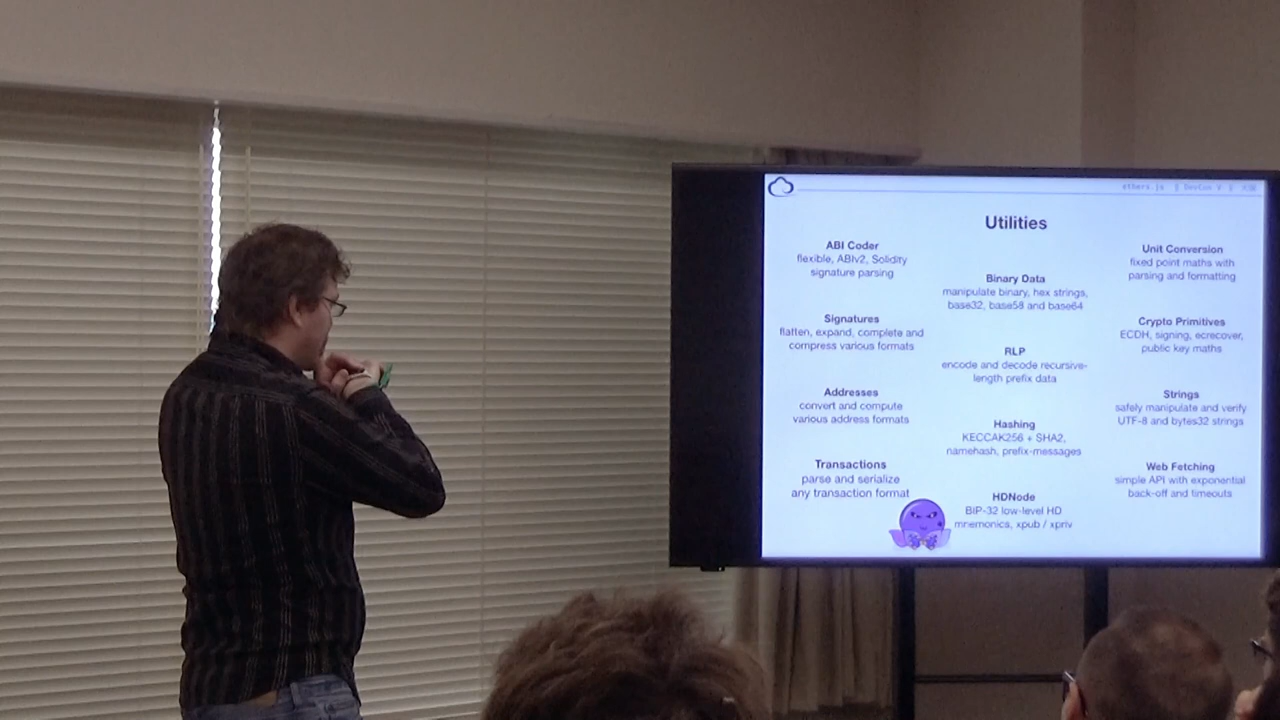 ethers.js
DevCon V
Utilities
ABI Coder
flexible, ABIv2, Solidity
signature parsing
Signatures
flatten, expand, complete and
compress various formats
Addresses
convert and compute
various address formats
Transactions
parse and serialize
any transaction format
Binary Data
manipulate binary, hex strings,
base32, base58 and base64
RLP
encode and decode recursive-
length prefix data
Hashing
KECCAK256 + SHA2,
namehash, prefix-messages
HDNode
BIP-32 low-level HD
mnemonics, xpub / xpriv
Unit Conversion
fixed point maths with
parsing and formatting
Crypto Primitives
ECDH, signing, ecrecover,
public key maths
Strings
safely manipulate and verify
UTF-8 and bytes32 strings
Web Fetching
simple API with exponential
back-off and timeouts